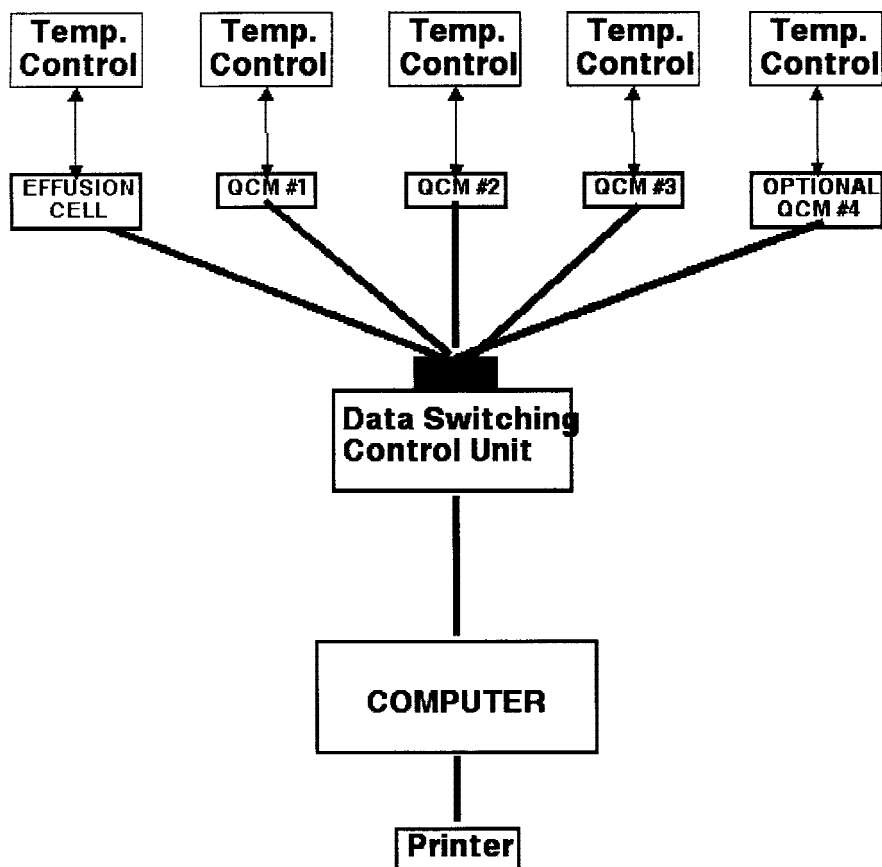 Temp.
Control
Temp.
Control
Temp.
Control
Temp.
Control
Temp.
Control
EFFUSION
CELL
QCM #1
QCM #2
QCM #3
OPTIONAL
QCM #4
Data Switching
Control Unit
COMPUTER
Printer